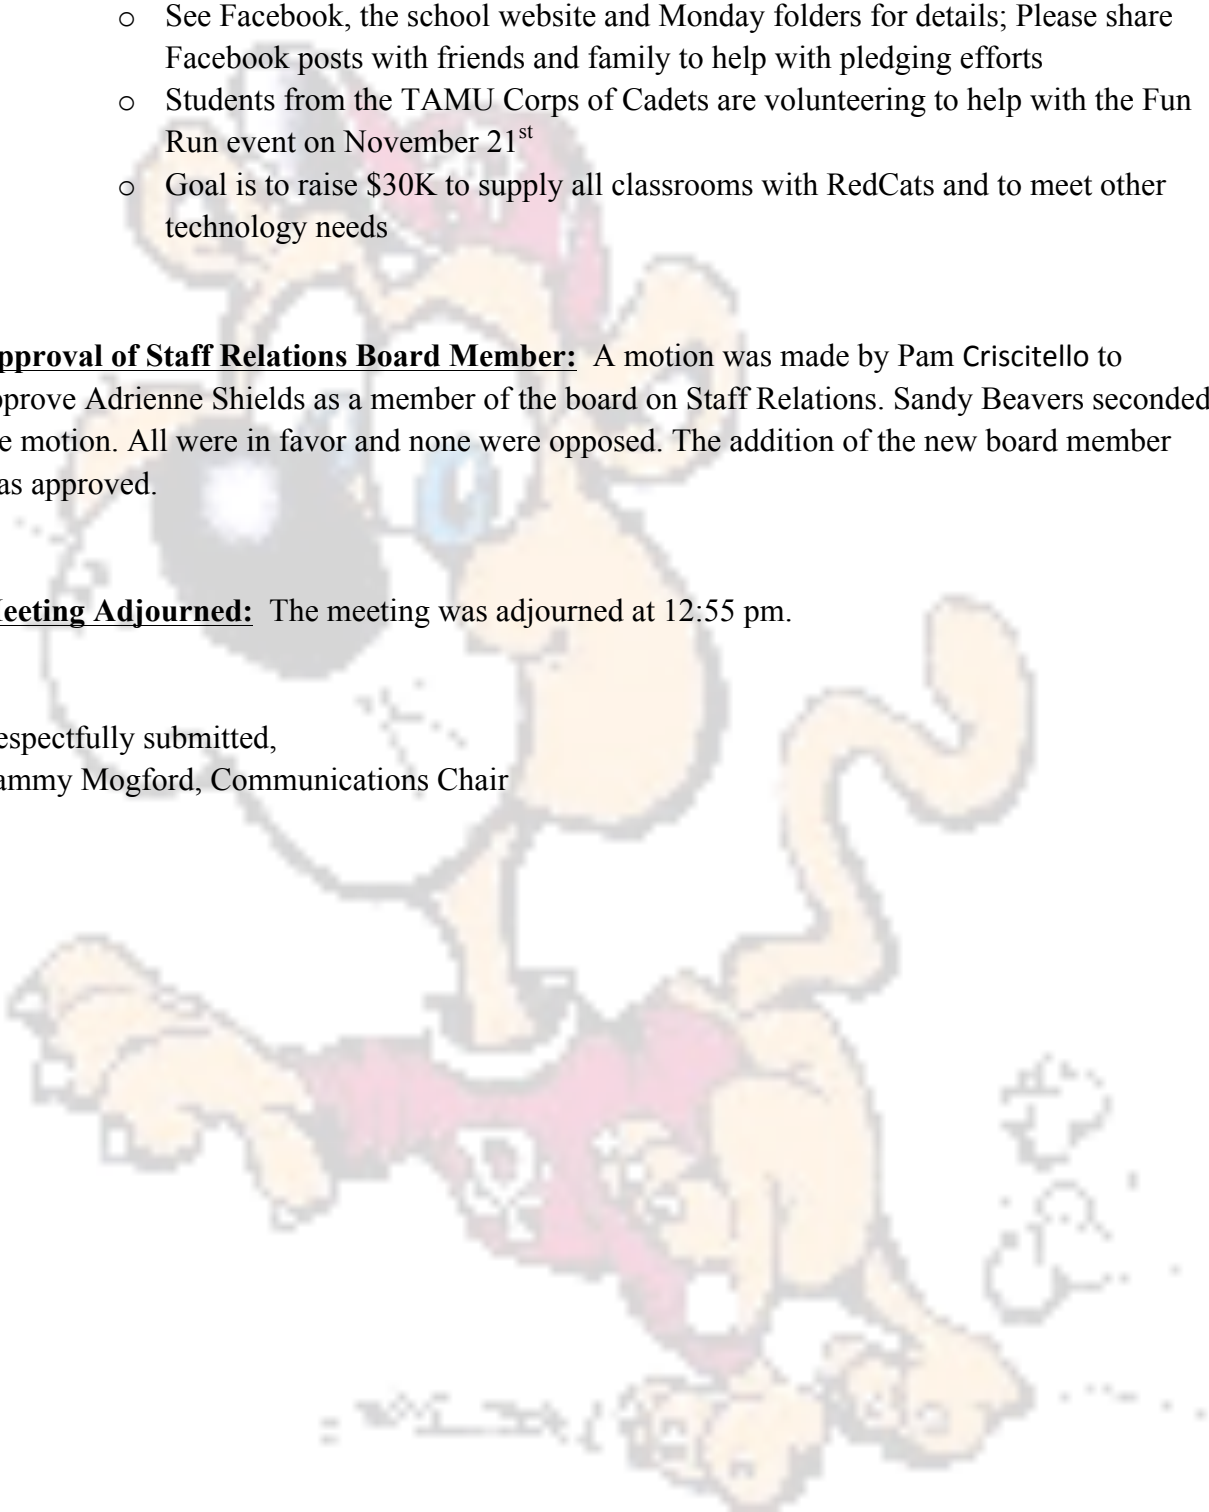 o See Facebook, the school website and Monday folders for details; Please share
Facebook posts with friends and family to help with pledging efforts
o Students from the TAMU Corps of Cadets are volunteering to help with the Fun
Run event on November 21st
o Goal is to raise $30K to supply all classrooms with RedCats and to meet other
technology needs
pproval of Staff Relations Board Member: A motion was made by Pam Criscitello to
pprove Adrienne Shields as a member of the board on Staff Relations. Sandy Beavers seconded
e motion. All were in favor and none were opposed. The addition of the new board member
as approved.
eeting Adjourned: The meeting was adjourned at 12:55 pm.
espectfully submitted,
ammy Mogford, Communications Chair